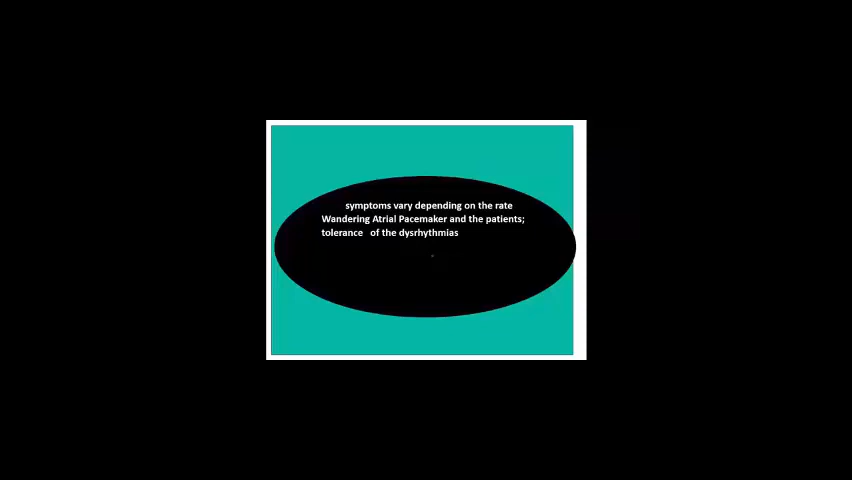 symptoms vary depending on the rate
Wandering Atrial Pacemaker and the patients;
tolerance of the dysrhythmias